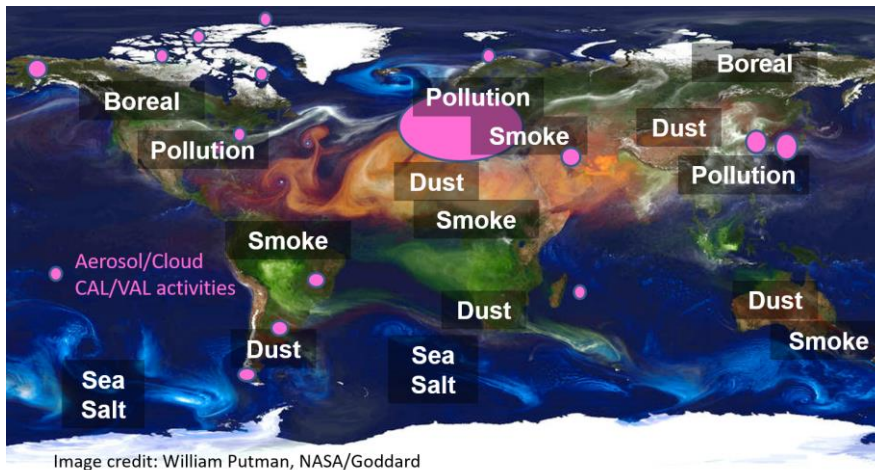 Boreal
Boreal
Pollution
Smoke
Dust
Pollution
Dust
Pollution
Smoke
Smoke
Aerosol/Cloud
CAL/VAL activities
Dust
Dust
Dust
Smoke
Sea
Salt
Sea
Salt
Image credit: William Putman, NASA/Goddard